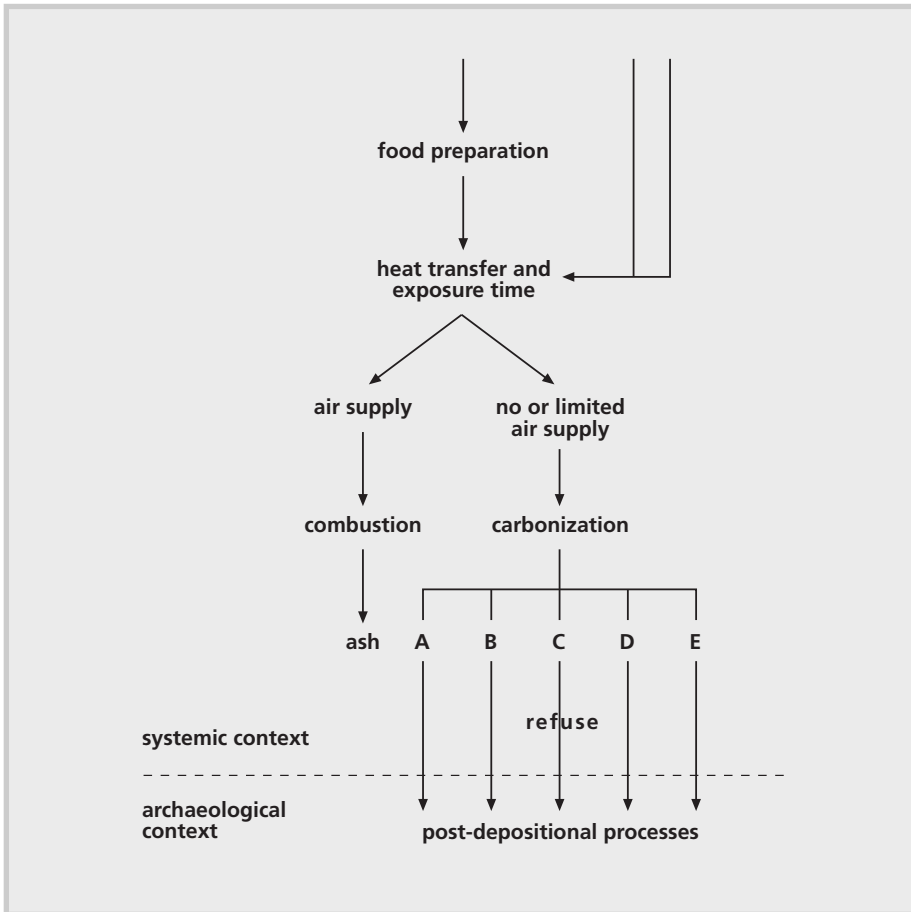 food preparation
heat transfer and
exposure time
air supply
no or limited
air supply
combustion
carbonization
ash
A
B
C
D
E
refuse
systemic context
archaeological
context
post-depositional processes